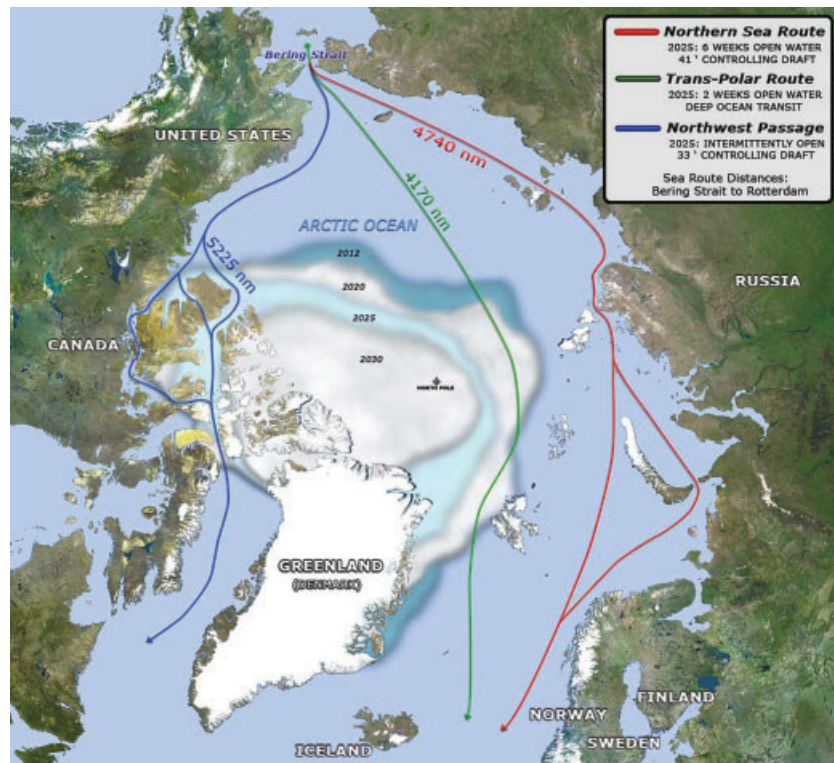 Northern Sea Route
2025: 6 WEEKS OPEN WATER
41 ' CONTROLLING DRAFT
Trans-Polar Route
2025: 2 WEEKS OPEN WATER
DEEP OCEAN TRANSIT
Northwest Passage
2025: INTERMITTENTLY OPEN
33 ' CONTROLLING DRAFT
Sea Route Distances:
Bering Strait to Rotterdam
Bering Strait
UNITED STATES
4740 nm
4170 nm
ARCTIC OCEAN
5225 nm
2012
2020
2025
2030
NORTH POLE
RUSSIA
CANADA
GREENLAND
(DENMARK)
NORWAY
FINLAND
SWEDEN
ICELAND